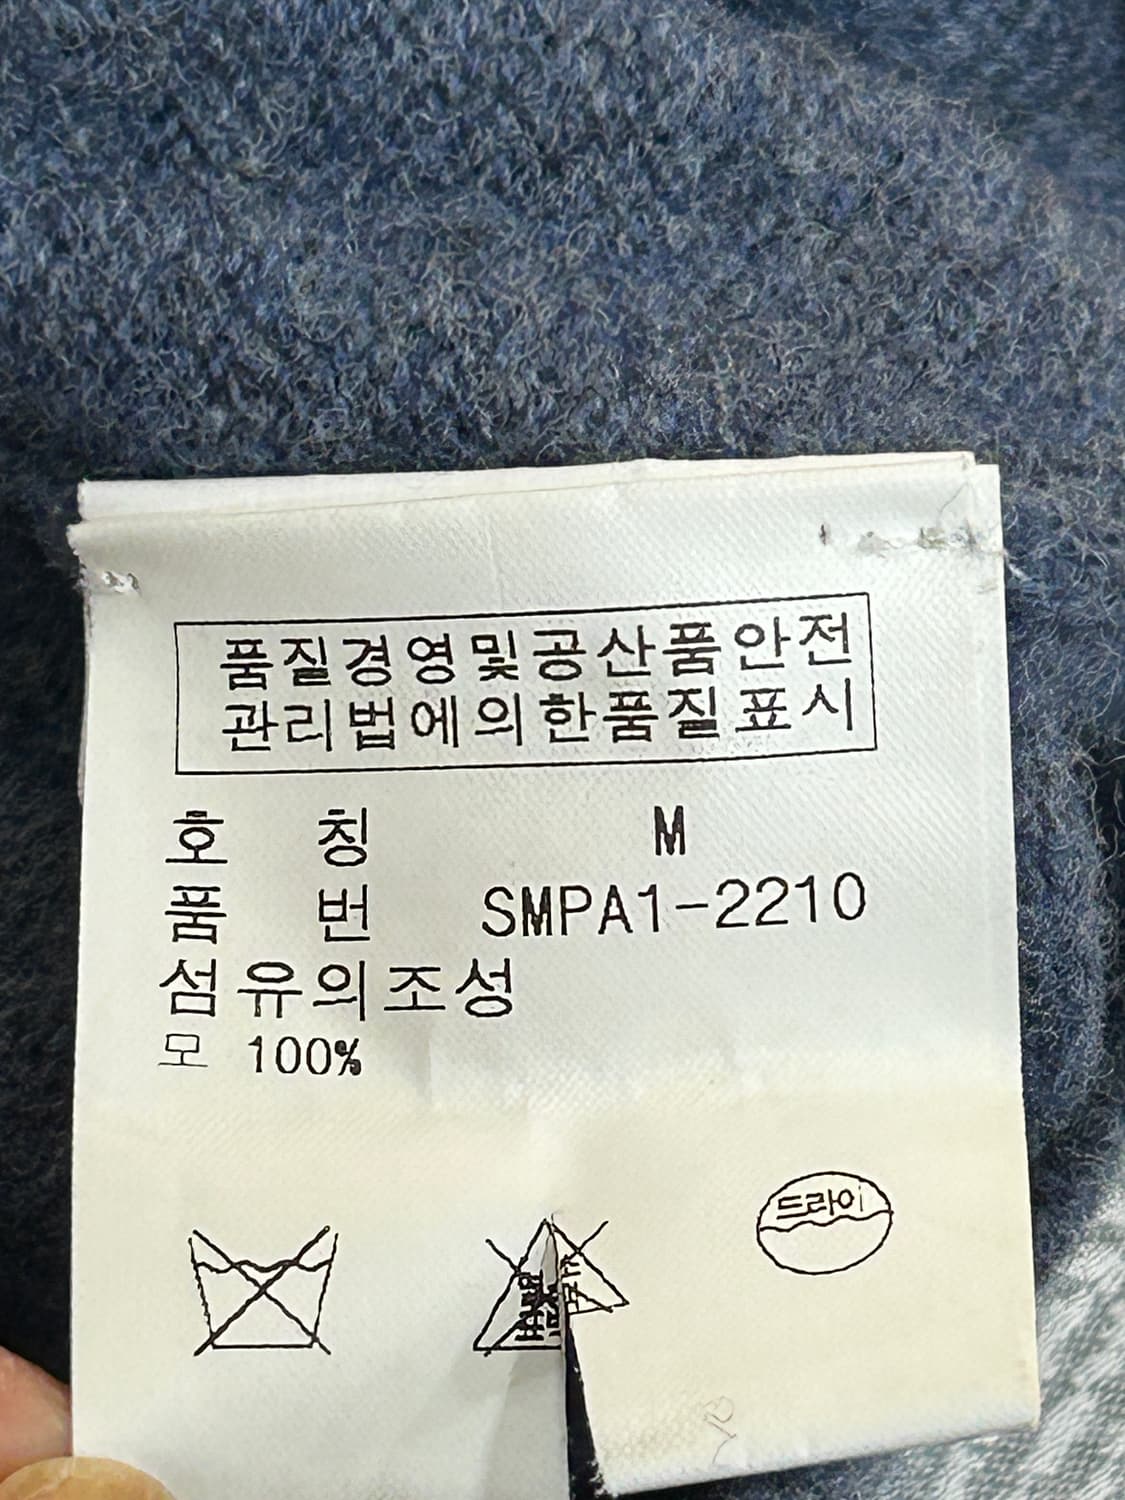 품질경영및공산품안전
관리법에의한품질표시
호 칭 M
품 번 SMPA1-2210
섬유의조성
모 100%
드라이